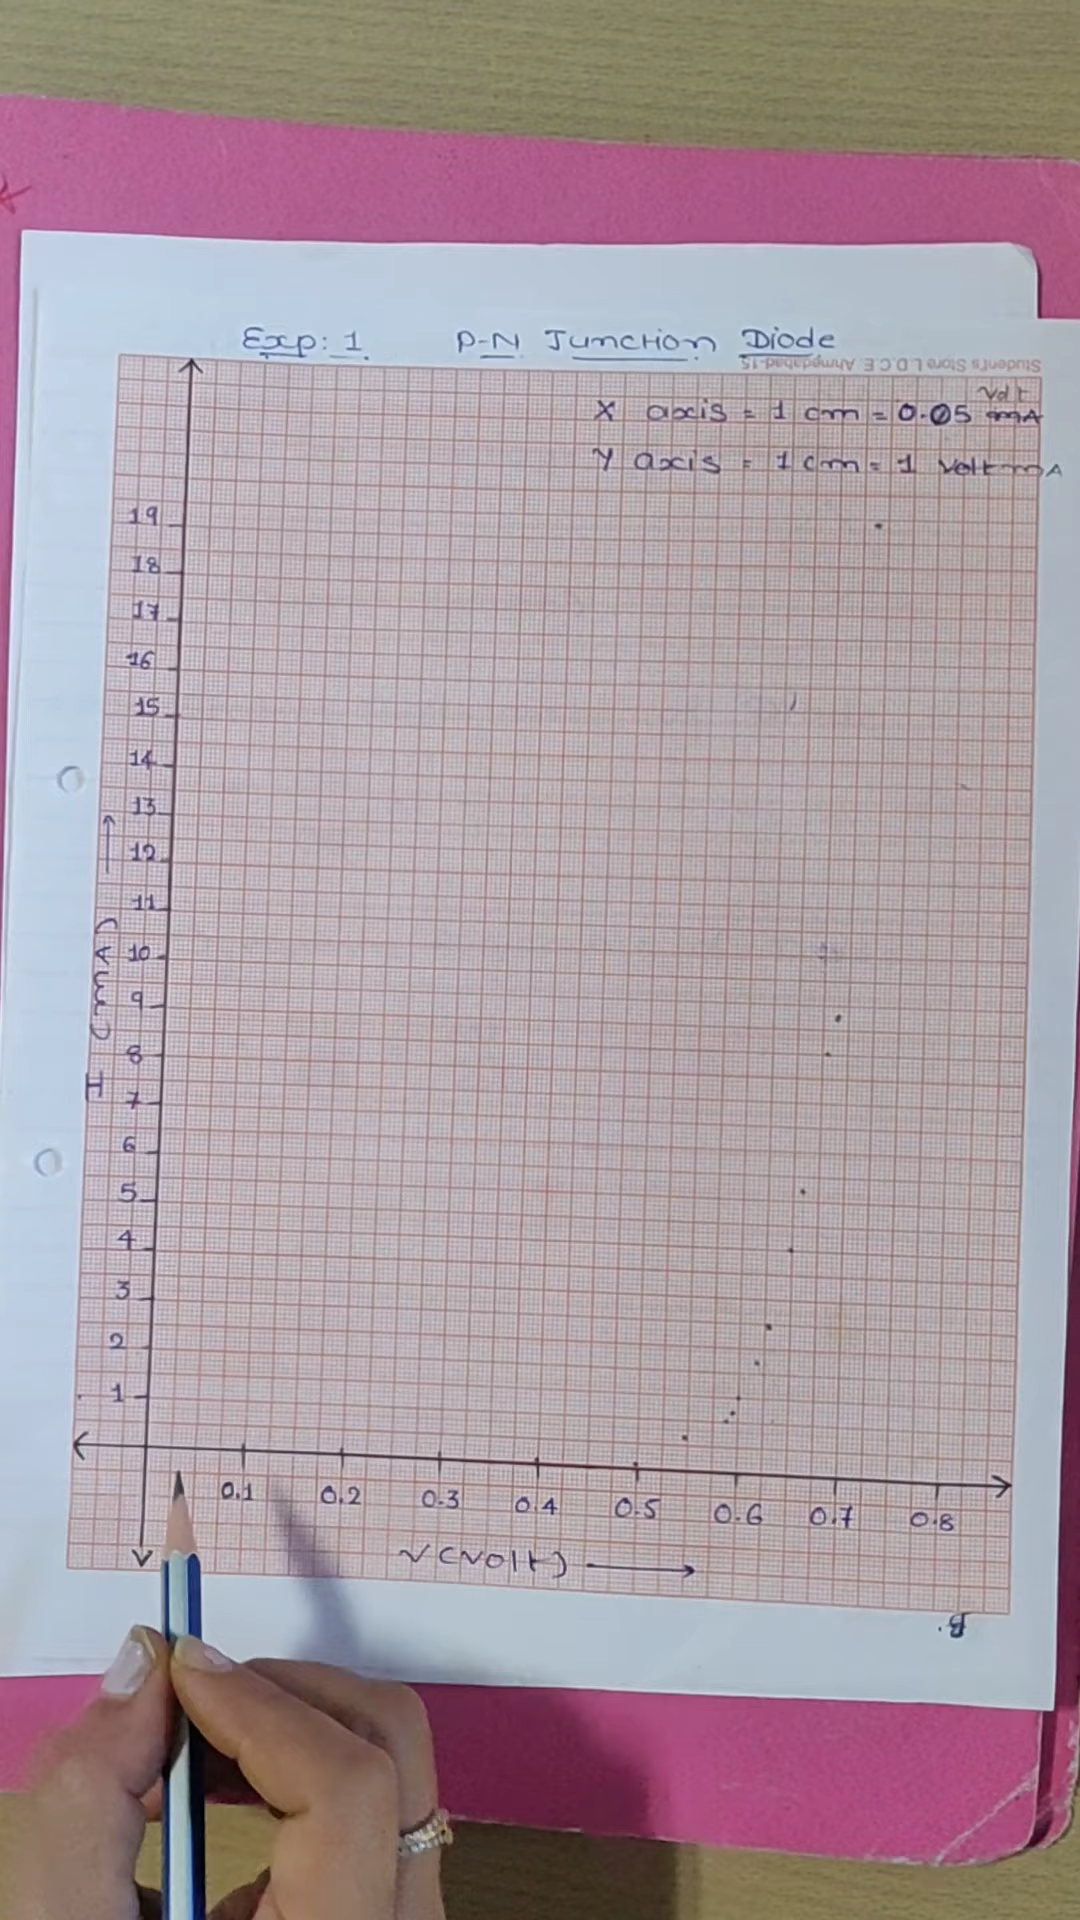 Exp: 1. P-N Junction Diode
Student's Store L.D.C.E. Ahmedabad-15
Volt
X axis = 1 cm = 0.05 mA
Y axis = 1 cm = 1 Volt mA
19
18
17
16
15
14
13
12
11
10
9
8
7
6
5
4
3
2
1
I (mA)
0.1 0.2 0.3 0.4 0.5 0.6 0.7 0.8
V (Volt)
B.